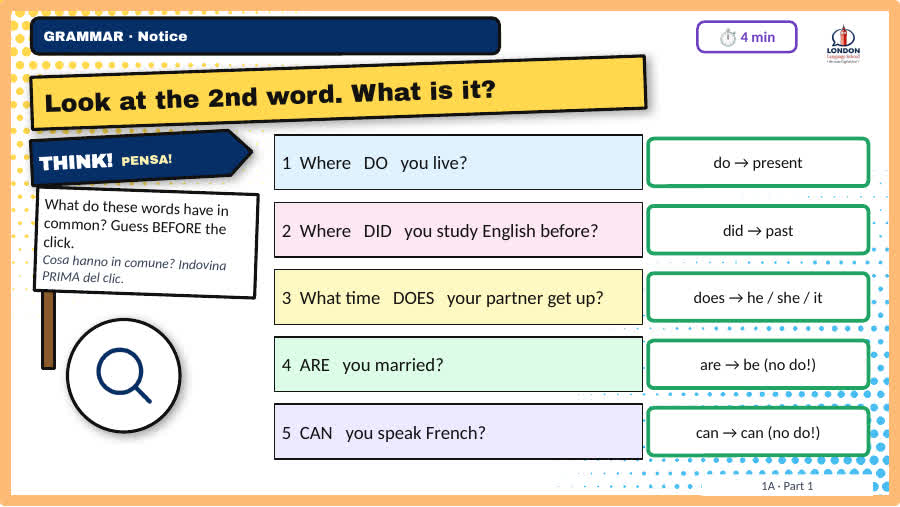 GRAMMAR · Notice
⏱️ 4 min
LONDON
Language School
Look at the 2nd word. What is it?
THINK! PENSA!
What do these words have in
common? Guess BEFORE the
click.
Cosa hanno in comune? Indovina
PRIMA del clic.
1 Where DO you live?
do → present
2 Where DID you study English before?
did → past
3 What time DOES your partner get up?
does → he / she / it
4 ARE you married?
are → be (no do!)
5 CAN you speak French?
can → can (no do!)
1A · Part 1